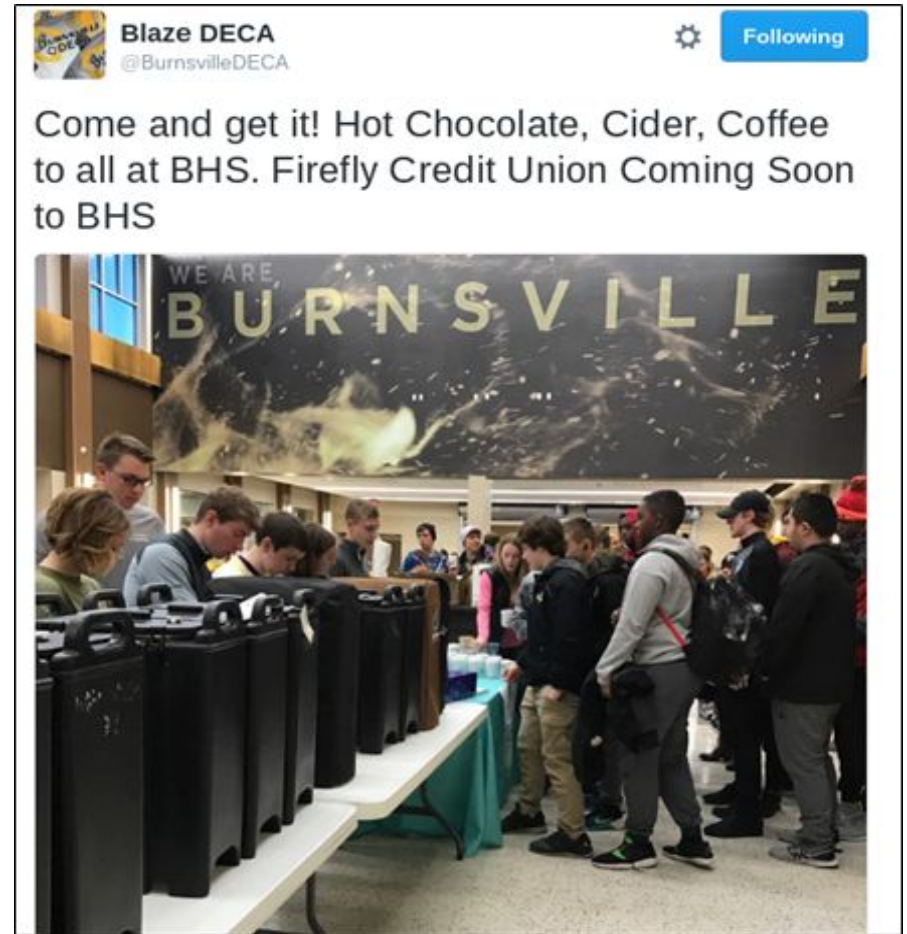 Blaze DECA
@BurnsvilleDECA
Following
Come and get it! Hot Chocolate, Cider, Coffee
to all at BHS. Firefly Credit Union Coming Soon
to BHS
WE ARE
BURNSVILLE